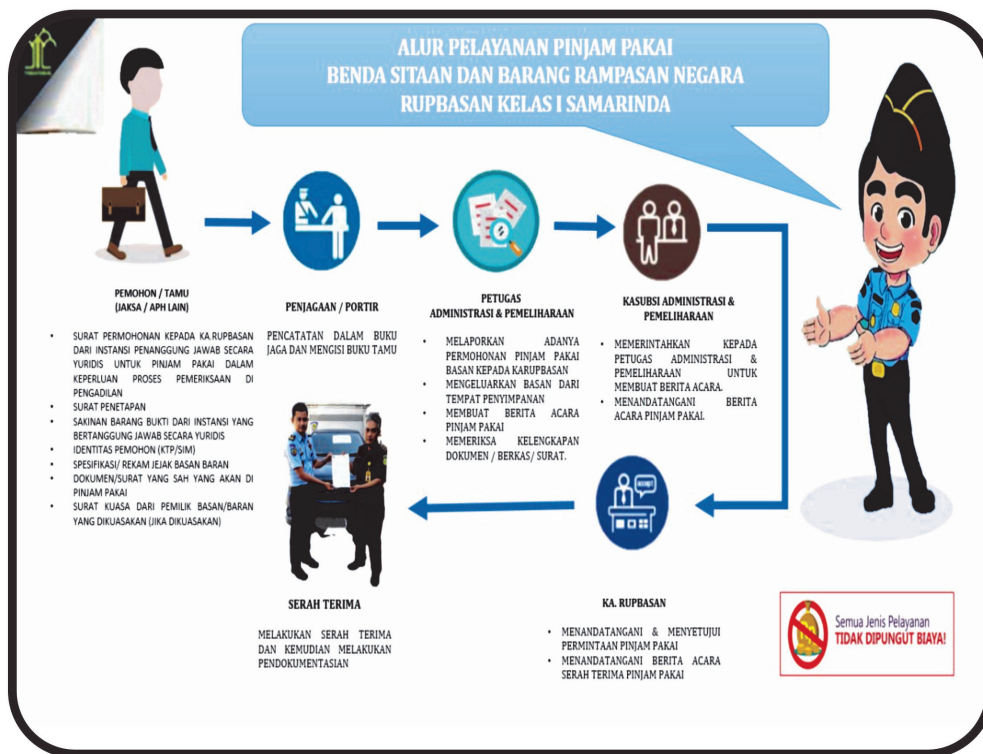 ALUR PELAYANAN PINJAM PAKAI
BENDA SITAAN DAN BARANG RAMPASAN NEGARA
RUPBASAN KELAS I SAMARINDA
PEMOHON / TAMU
(JAKSA / APH LAIN)
• SURAT PERMOHONAN KEPADA KA.RUPBASAN
DARI INSTANSI PENANGGUNG JAWAB SECARA
YURIDIS UNTUK PINJAM PAKAI DALAM
KEPERLUAN PROSES PEMERIKSAAN DI
PENGADILAN
• SURAT PENETAPAN
• SAKINAN BARANG BUKTI DARI INSTANSI YANG
BERTANGGUNG JAWAB SECARA YURIDIS
• IDENTITAS PEMOHON (KTP/SIM)
• SPESIFIKASI/ REKAM JEJAK BASAN BARAN
• DOKUMEN/SURAT YANG SAH YANG AKAN DI
PINJAM PAKAI
• SURAT KUASA DARI PEMILIK BASAN/BARAN
YANG DIKUASAKAN (JIKA DIKUASAKAN)
PENJAGAAN / PORTIR
PENCATATAN DALAM BUKU
JAGA DAN MENGISI BUKU TAMU
PETUGAS
ADMINISTRASI & PEMELIHARAAN
• MELAPORKAN ADANYA
PERMOHONAN PINJAM PAKAI
BASAN KEPADA KARUPBASAN
• MENGELUARKAN BASAN DARI
TEMPAT PENYIMPANAN
• MEMBUAT BERITA ACARA
PINJAM PAKAI
• MEMERIKSA KELENGKAPAN
DOKUMEN / BERKAS/ SURAT.
KASUBSI ADMINISTRASI &
PEMELIHARAAN
• MEMERINTAHKAN KEPADA
PETUGAS ADMINISTRASI &
PEMELIHARAAN UNTUK
MEMBUAT BERITA ACARA.
• MENANDATANGANI BERITA
ACARA PINJAM PAKAI.
accept
KA. RUPBASAN
• MENANDATANGANI & MENYETUJUI
PERMINTAAN PINJAM PAKAI
• MENANDATANGANI BERITA ACARA
SERAH TERIMA PINJAM PAKAI
SERAH TERIMA
MELAKUKAN SERAH TERIMA
DAN KEMUDIAN MELAKUKAN
PENDOKUMENTASIAN
Semua Jenis Pelayanan
TIDAK DIPUNGUT BIAYA!